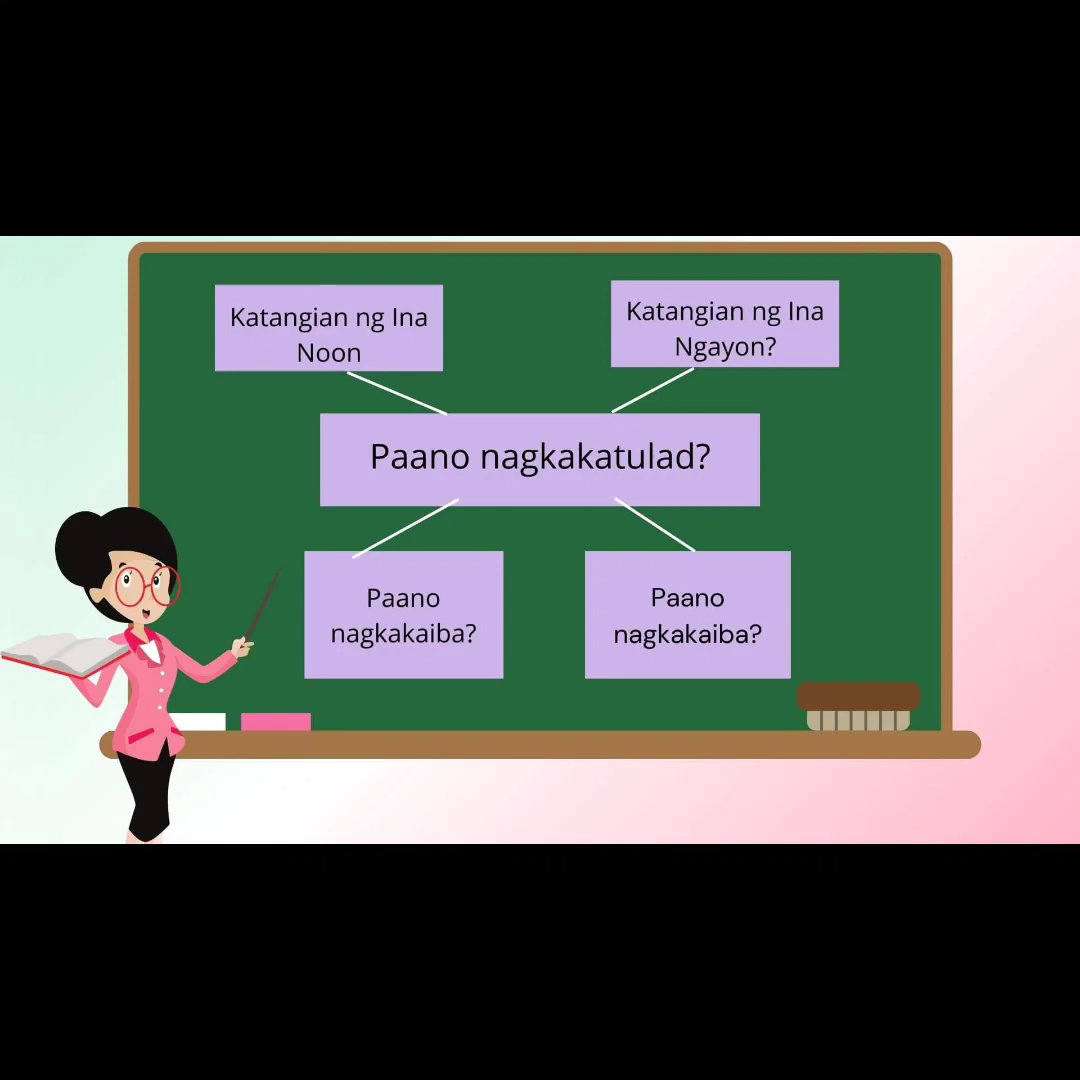 Katangian ng Ina
Noon
Katangian ng Ina
Ngayon?
Paano nagkakatulad?
Paano
nagkakaiba?
Paano
nagkakaiba?